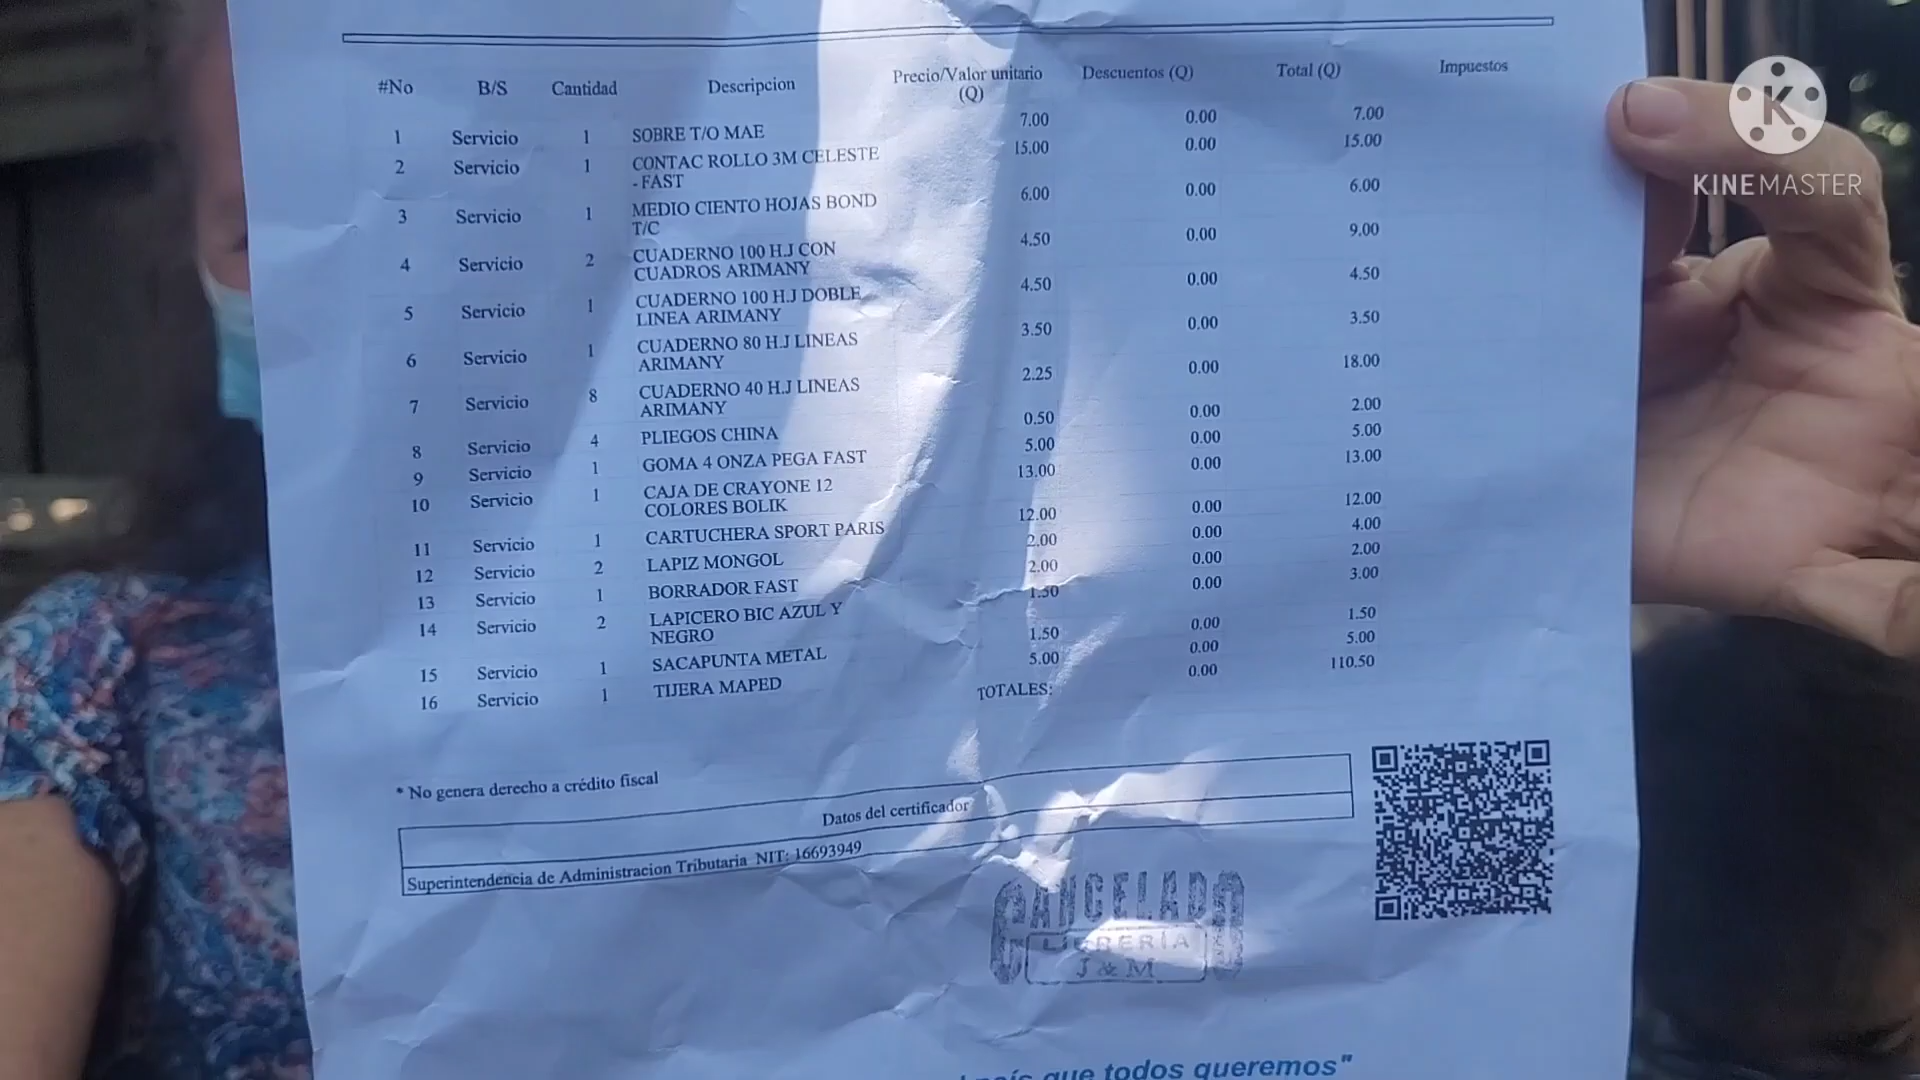 #No B/S Cantidad Descripcion Precio/Valor unitario (Q) Descuentos (Q) Total (Q) Impuestos
1 Servicio 1 SOBRE T/O MAE 7.00 0.00 7.00
2 Servicio 1 CONTAC ROLLO 3M CELESTE 15.00 0.00 15.00
- FAST
3 Servicio 1 MEDIO CIENTO HOJAS BOND 6.00 0.00 6.00
T/C
4 Servicio 2 CUADERNO 100 H.J CON 4.50 0.00 9.00
CUADROS ARIMANY
5 Servicio 1 CUADERNO 100 H.J DOBLE 4.50 0.00 4.50
LINEA ARIMANY
6 Servicio 1 CUADERNO 80 H.J LINEAS 3.50 0.00 3.50
ARIMANY
7 Servicio 8 CUADERNO 40 H.J LINEAS 2.25 0.00 18.00
ARIMANY
8 Servicio 4 PLIEGOS CHINA 0.50 0.00 2.00
9 Servicio 1 GOMA 4 ONZA PEGA FAST 5.00 0.00 5.00
10 Servicio 1 CAJA DE CRAYONE 12 13.00 0.00 13.00
COLORES BOLIK
11 Servicio 1 CARTUCHERA SPORT PARIS 12.00 0.00 12.00
12 Servicio 2 LAPIZ MONGOL 2.00 0.00 4.00
13 Servicio 1 BORRADOR FAST 2.00 0.00 2.00
14 Servicio 2 LAPICERO BIC AZUL Y 1.50 0.00 3.00
NEGRO
15 Servicio 1 SACAPUNTA METAL 1.50 0.00 1.50
16 Servicio 1 TIJERA MAPED 5.00 0.00 5.00
TOTALES: 0.00 110.50
* No genera derecho a crédito fiscal
Datos del certificador
Superintendencia de Administracion Tributaria NIT: 16693949
CANCELADO
LIBRERIA
J & M
que todos queremos"
K
KINEMASTER